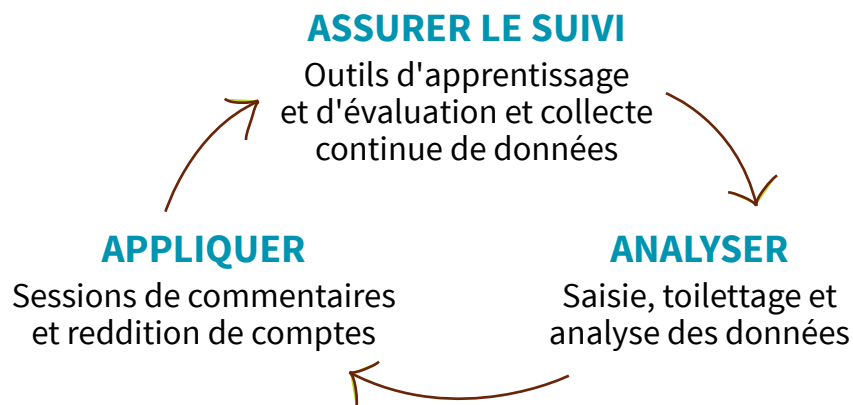 ASSURER LE SUIVI
Outils d'apprentissage
et d'évaluation et collecte
continue de données
APPLIQUER
Sessions de commentaires
et reddition de comptes
ANALYSER
Saisie, toilettage et
analyse des données